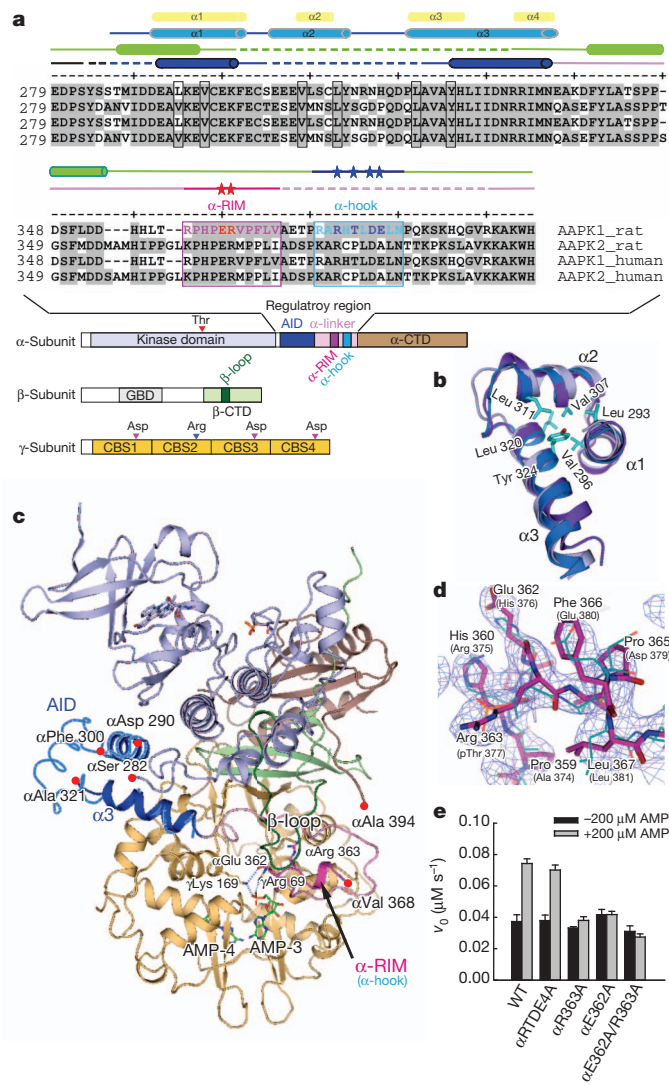 a
α1 α2 α3 α4
α1 α2 α3
279 EDPSYSSTMIDDEALKEVCEKFECSEEEVLSCLYNRNHQDPLAVAYHLIIDNRRIMNEAKDFYLATSPP-
279 EDPSYDANVIDDEAVKEVCEKFECTESEVMNSLYSGDPQDQLAVAYHLIIDNRRIMNQASEFYLASSPPT
279 EDPSYSSTMIDDEALKEVCEKFECSEEEVLSCLYNRNHQDPLAVAYHLIIDNRRIMNEAKDFYLATSPP-
279 EDPSYDANVIDDEAVKEVCEKFECTESEVMNSLYSGDPQDQLAVAYHLIIDNRRIMNQASEFYLASSPPS
α-RIM α-hook
348 DSFLDD---HHLT-RPHPERVPFLVAETPRARHTLDELNPQKSKHQGVRKAKWH AAPK1_rat
349 GSFMDDMAMHIPPGLKPHPERMPPLIADSPKARCPLDALNTTKPKSLAVKKAKWH AAPK2_rat
348 DSFLDD---HHLT-RPHPERVPFLVAETPRARHTLDELNPQKSKHQGVRKAKWH AAPK1_human
349 GSFMDDSAMHIPPGLKPHPERMPPLIADSPKARCPLDALNTTKPKSLAVKKAKWH AAPK2_human
Regulatroy region
Thr AID α-linker
α-Subunit Kinase domain α-CTD
α-RIM
α-hook
β-loop
β-Subunit GBD
β-CTD
Asp Arg Asp Asp
γ-Subunit CBS1 CBS2 CBS3 CBS4
b
α2
Val 307
Leu 311
Leu 293
Leu 320
α1
Tyr 324
Val 296
α3
c
AID
αAsp 290
αPhe 300
αSer 282
αAla 321
α3
αAla 394
β-loop
αArg 363
αGlu 362
γLys 169
γArg 69
αVal 368
AMP-4
AMP-3
α-RIM
(α-hook)
d
Glu 362
(His 376)
Phe 366
(Glu 380)
His 360
(Arg 375)
Pro 365
(Asp 379)
Arg 363
(pThr 377)
Pro 359
(Ala 374)
Leu 367
(Leu 381)
e
−200 μM AMP
+200 μM AMP
0.10
0.08
0.06
0.04
0.02
0.00
v0 (μM s−1)
WT
αRTDE4A
αR363A
αE362A
αE362A/R363A